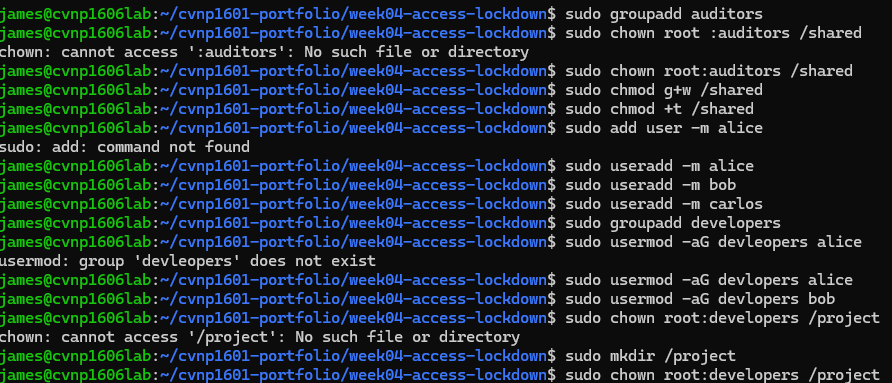 james@cvnp1606lab:~/cvnp1601-portfolio/week04-access-lockdown$ sudo groupadd auditors
james@cvnp1606lab:~/cvnp1601-portfolio/week04-access-lockdown$ sudo chown root :auditors /shared
chown: cannot access ':auditors': No such file or directory
james@cvnp1606lab:~/cvnp1601-portfolio/week04-access-lockdown$ sudo chown root:auditors /shared
james@cvnp1606lab:~/cvnp1601-portfolio/week04-access-lockdown$ sudo chmod g+w /shared
james@cvnp1606lab:~/cvnp1601-portfolio/week04-access-lockdown$ sudo chmod +t /shared
james@cvnp1606lab:~/cvnp1601-portfolio/week04-access-lockdown$ sudo add user -m alice
sudo: add: command not found
james@cvnp1606lab:~/cvnp1601-portfolio/week04-access-lockdown$ sudo useradd -m alice
james@cvnp1606lab:~/cvnp1601-portfolio/week04-access-lockdown$ sudo useradd -m bob
james@cvnp1606lab:~/cvnp1601-portfolio/week04-access-lockdown$ sudo useradd -m carlos
james@cvnp1606lab:~/cvnp1601-portfolio/week04-access-lockdown$ sudo groupadd developers
james@cvnp1606lab:~/cvnp1601-portfolio/week04-access-lockdown$ sudo usermod -aG devleopers alice
usermod: group 'devleopers' does not exist
james@cvnp1606lab:~/cvnp1601-portfolio/week04-access-lockdown$ sudo usermod -aG devlopers alice
james@cvnp1606lab:~/cvnp1601-portfolio/week04-access-lockdown$ sudo usermod -aG devlopers bob
james@cvnp1606lab:~/cvnp1601-portfolio/week04-access-lockdown$ sudo chown root:developers /project
chown: cannot access '/project': No such file or directory
james@cvnp1606lab:~/cvnp1601-portfolio/week04-access-lockdown$ sudo mkdir /project
james@cvnp1606lab:~/cvnp1601-portfolio/week04-access-lockdown$ sudo chown root:developers /project